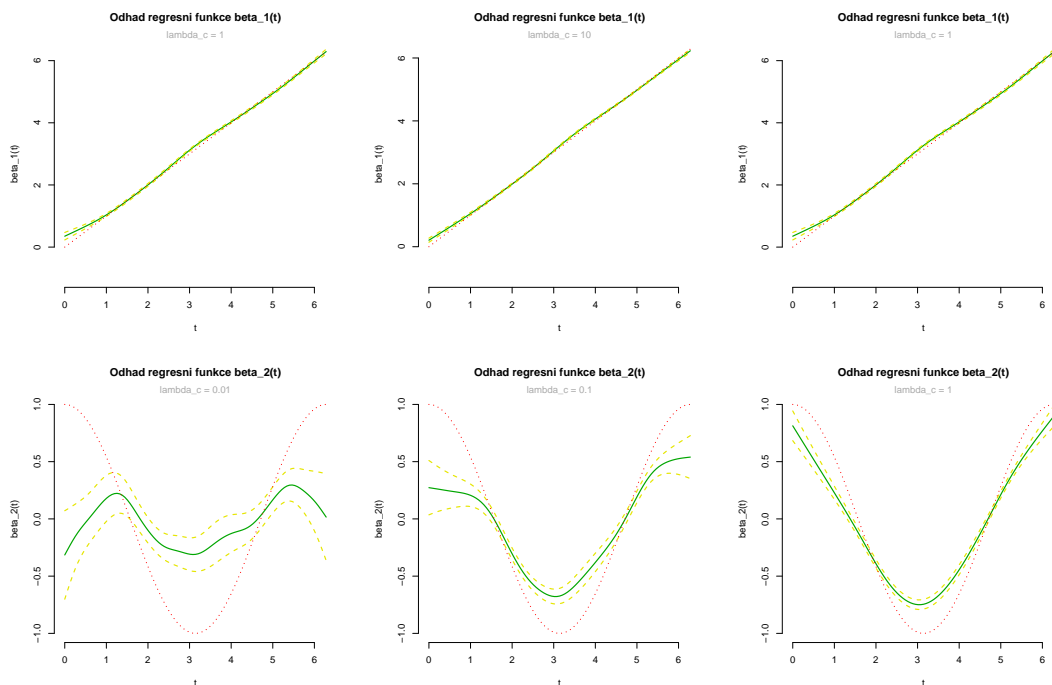 Odhad regresni funkce beta_1(t)
lambda_c = 1
beta_1(t)
0
2
4
6
0 1 2 3 4 5 6
t
Odhad regresni funkce beta_1(t)
lambda_c = 10
beta_1(t)
0
2
4
6
0 1 2 3 4 5 6
t
Odhad regresni funkce beta_1(t)
lambda_c = 1
beta_1(t)
0
2
4
6
0 1 2 3 4 5 6
t
Odhad regresni funkce beta_2(t)
lambda_c = 0.01
beta_2(t)
−1.0
−0.5
0.0
0.5
1.0
0 1 2 3 4 5 6
t
Odhad regresni funkce beta_2(t)
lambda_c = 0.1
beta_2(t)
−1.0
−0.5
0.0
0.5
1.0
0 1 2 3 4 5 6
t
Odhad regresni funkce beta_2(t)
lambda_c = 1
beta_2(t)
−1.0
−0.5
0.0
0.5
1.0
0 1 2 3 4 5 6
t